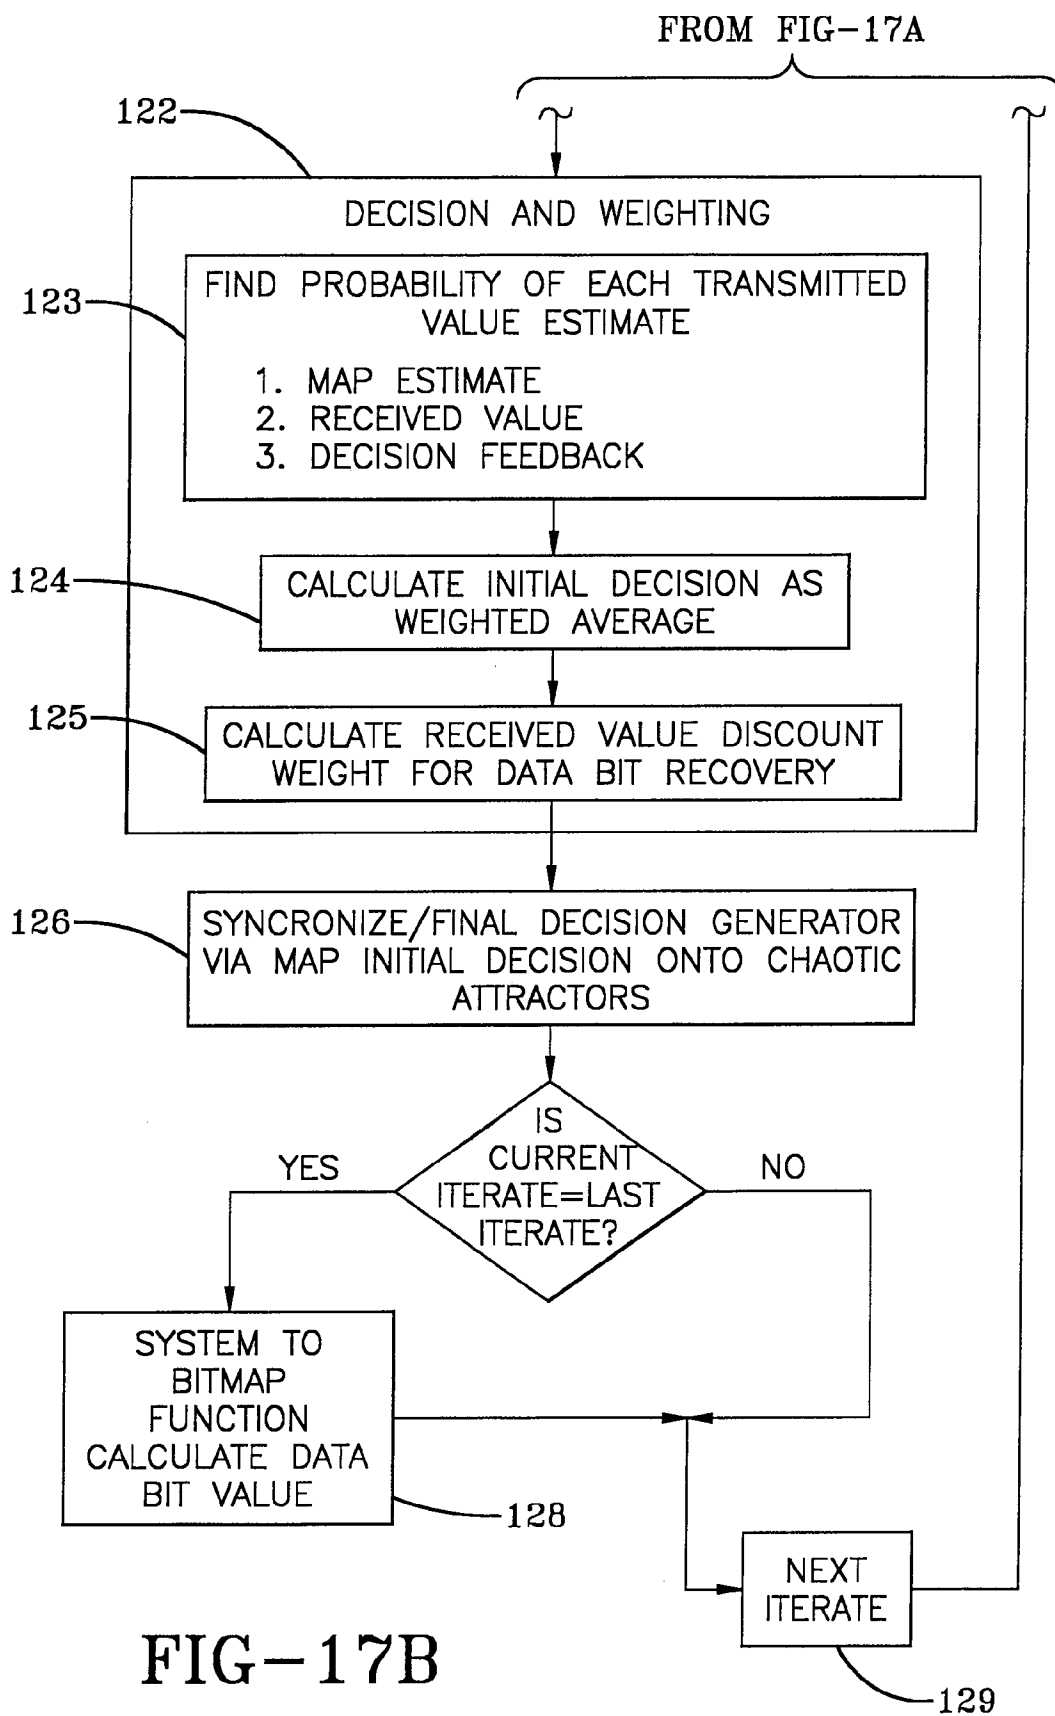 FROM FIG-17A
122
DECISION AND WEIGHTING
123
FIND PROBABILITY OF EACH TRANSMITTED
VALUE ESTIMATE
1. MAP ESTIMATE
2. RECEIVED VALUE
3. DECISION FEEDBACK
124
CALCULATE INITIAL DECISION AS
WEIGHTED AVERAGE
125
CALCULATE RECEIVED VALUE DISCOUNT
WEIGHT FOR DATA BIT RECOVERY
126
SYNCRONIZE/FINAL DECISION GENERATOR
VIA MAP INITIAL DECISION ONTO CHAOTIC
ATTRACTORS
IS
CURRENT
ITERATE=LAST
ITERATE?
YES
NO
SYSTEM TO
BITMAP
FUNCTION
CALCULATE DATA
BIT VALUE
128
NEXT
ITERATE
129
FIG-17B